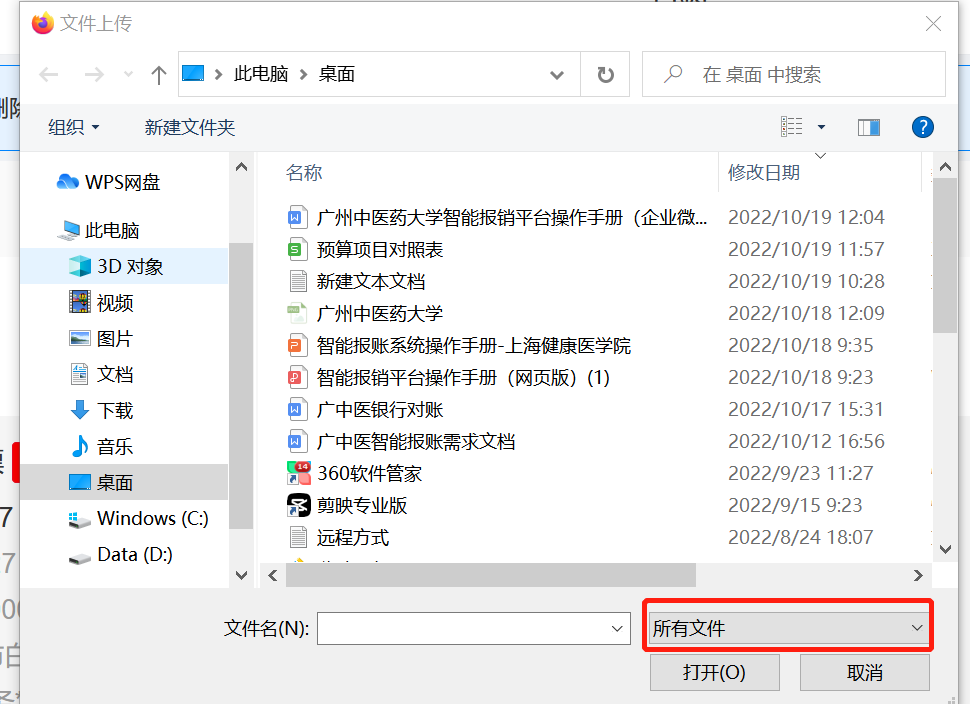 文件上传
此电脑 桌面
在 桌面 中搜索
组织 新建文件夹
WPS网盘
此电脑
3D 对象
视频
图片
文档
下载
音乐
桌面
Windows (C:)
Data (D:)
名称 修改日期
广州中医药大学智能报销平台操作手册（企业微... 2022/10/19 12:04
预算项目对照表 2022/10/19 11:57
新建文本文档 2022/10/19 10:28
广州中医药大学 2022/10/18 12:09
智能报账系统操作手册-上海健康医学院 2022/10/18 9:35
智能报销平台操作手册（网页版）(1) 2022/10/18 9:23
广中医银行对账 2022/10/17 15:31
广中医智能报账需求文档 2022/10/12 16:56
360软件管家 2022/9/23 11:27
剪映专业版 2022/9/15 9:23
远程方式 2022/8/24 18:07
文件名(N): 所有文件
打开(O) 取消